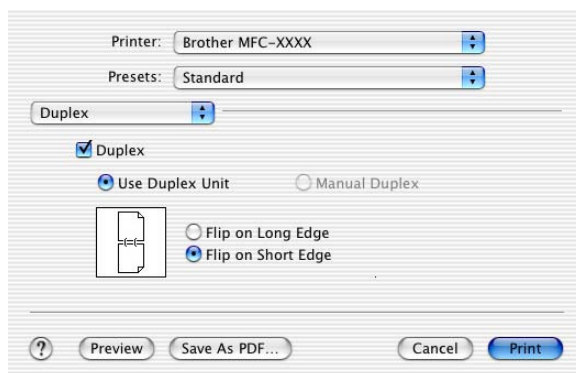 Printer: Brother MFC-XXXX
Presets: Standard
Duplex
Duplex
Use Duplex Unit Manual Duplex
Flip on Long Edge
Flip on Short Edge
? Preview Save As PDF... Cancel Print